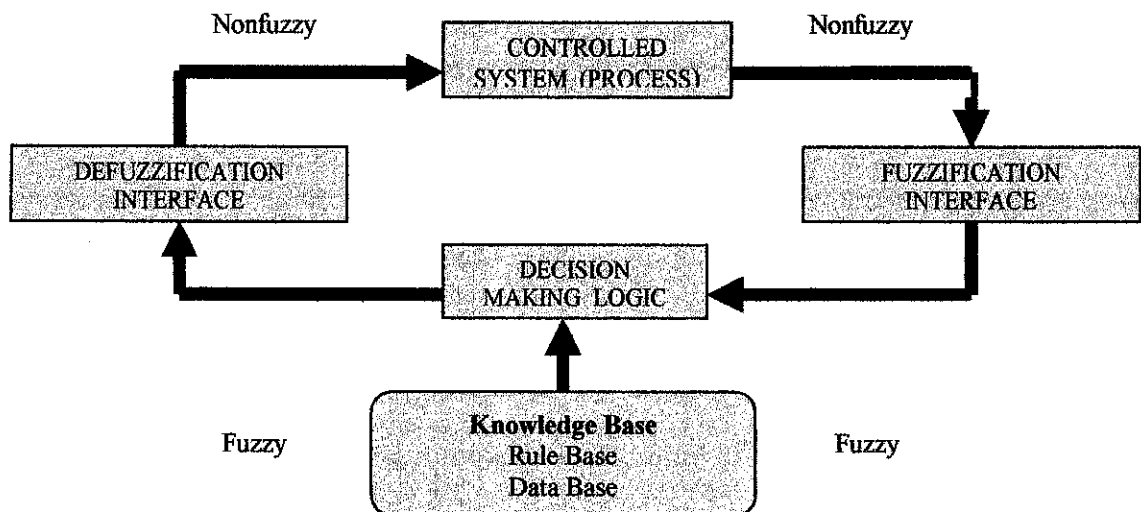 Nonfuzzy
Nonfuzzy
CONTROLLED
SYSTEM (PROCESS)
DEFUZZIFICATION
INTERFACE
FUZZIFICATION
INTERFACE
DECISION
MAKING LOGIC
Fuzzy
Knowledge Base
Rule Base
Data Base
Fuzzy